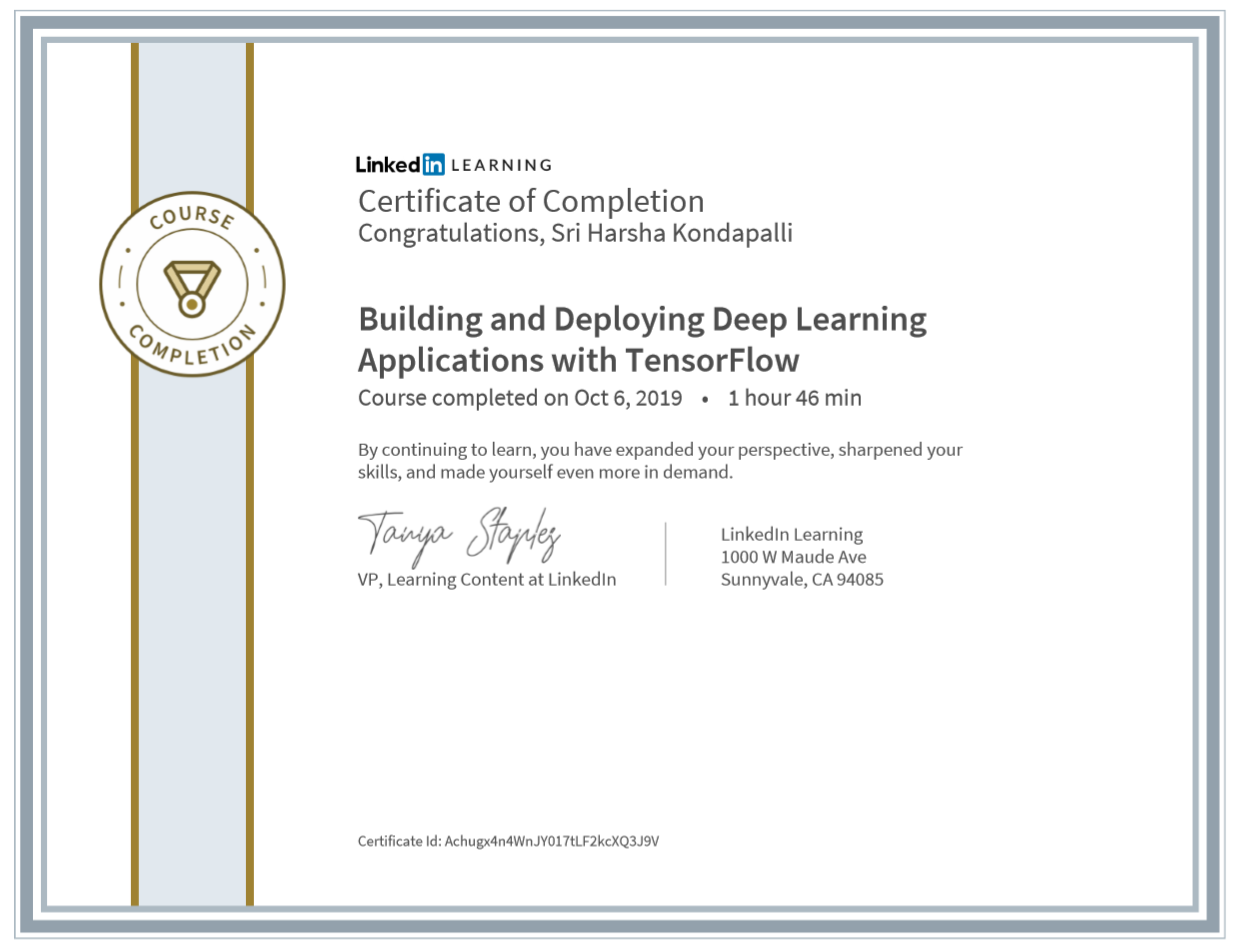 COURSE
COMPLETION
Linked in LEARNING
Certificate of Completion
Congratulations, Sri Harsha Kondapalli
Building and Deploying Deep Learning
Applications with TensorFlow
Course completed on Oct 6, 2019 • 1 hour 46 min
By continuing to learn, you have expanded your perspective, sharpened your
skills, and made yourself even more in demand.
Tanya Staples
VP, Learning Content at LinkedIn
LinkedIn Learning
1000 W Maude Ave
Sunnyvale, CA 94085
Certificate Id: Achugx4n4WnJY017tLF2kcXQ3J9V